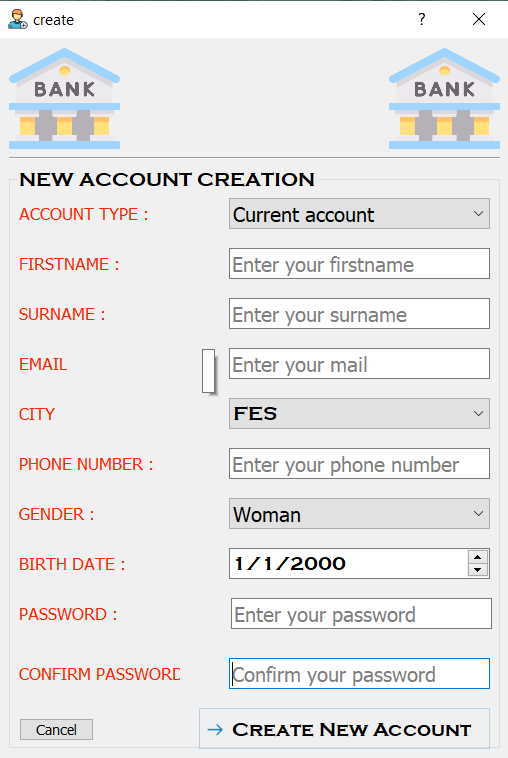 create ?
BANK BANK
NEW ACCOUNT CREATION
ACCOUNT TYPE : Current account
FIRSTNAME : Enter your firstname
SURNAME : Enter your surname
EMAIL Enter your mail
CITY FES
PHONE NUMBER : Enter your phone number
GENDER : Woman
BIRTH DATE : 1/1/2000
PASSWORD : Enter your password
CONFIRM PASSWORD Confirm your password
Cancel → CREATE NEW ACCOUNT